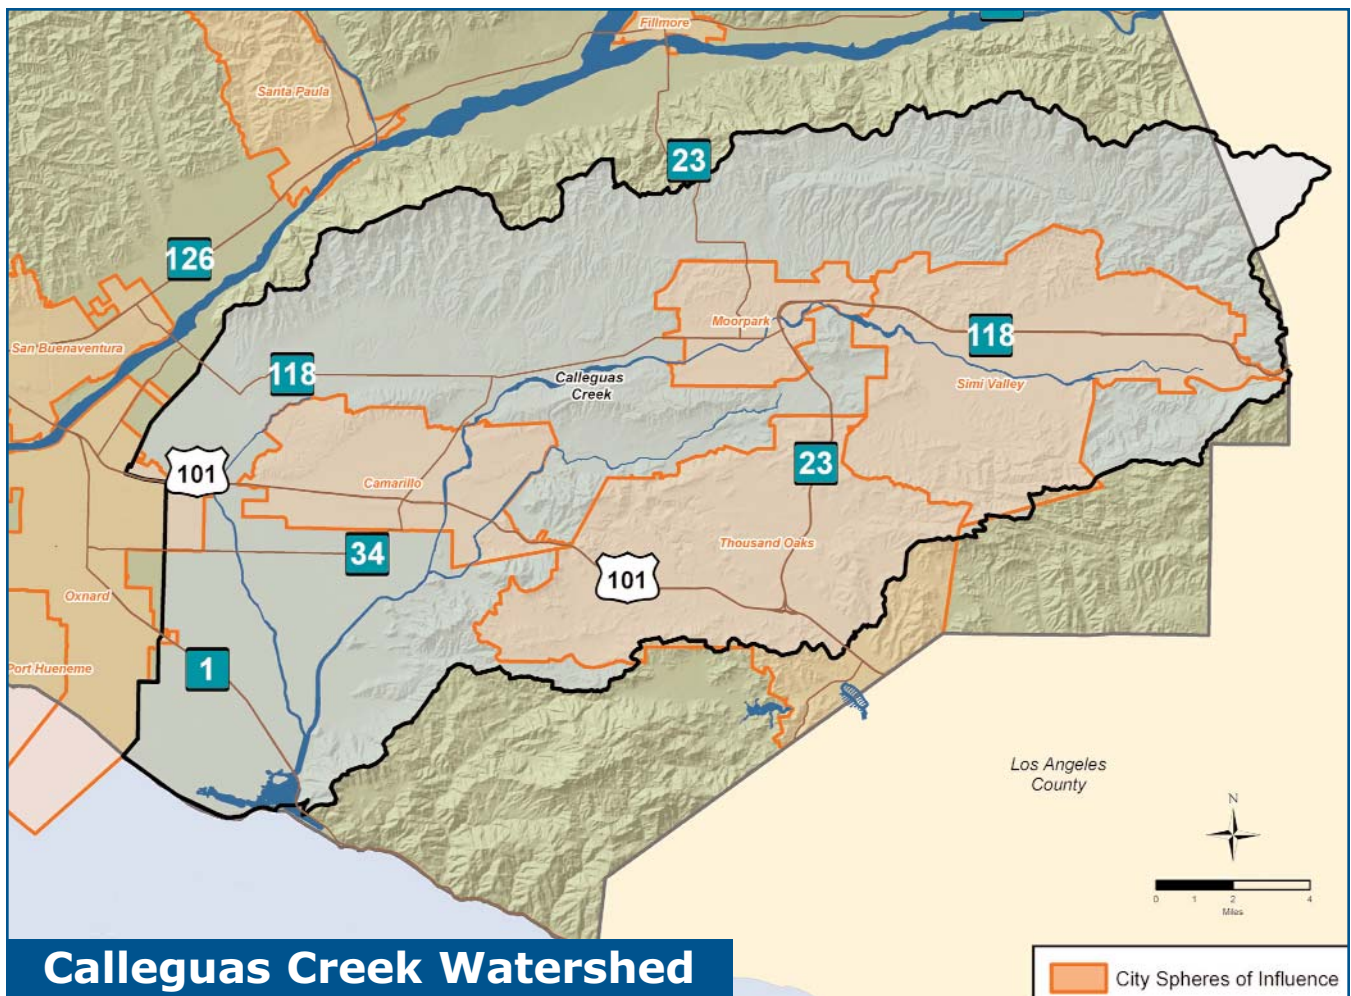 Fillmore
Santa Paula
23
126
San Buenaventura
Moorpark
118
118
Calleguas
Creek
Simi Valley
101
23
Camarillo
34
Thousand Oaks
101
Oxnard
Port Hueneme
1
Los Angeles
County
N
0 1 2 4
Miles
Calleguas Creek Watershed
City Spheres of Influence